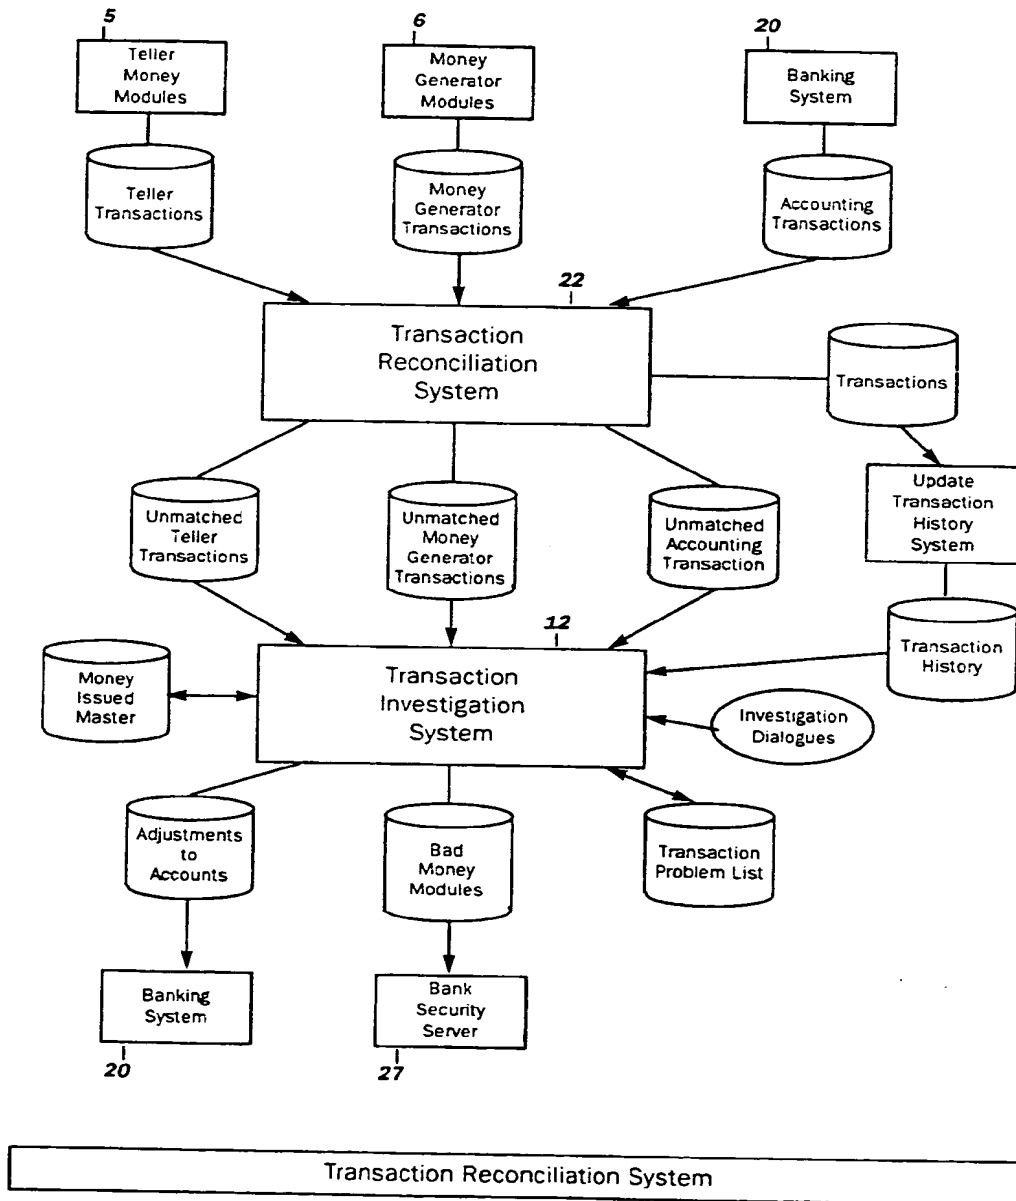 5
6
20
Teller
Money
Modules
Money
Generator
Modules
Banking
System
Teller
Transactions
Money
Generator
Transactions
Accounting
Transactions
22
Transaction
Reconciliation
System
Transactions
Unmatched
Teller
Transactions
Unmatched
Money
Generator
Transactions
Unmatched
Accounting
Transaction
Update
Transaction
History
System
12
Money
Issued
Master
Transaction
Investigation
System
Transaction
History
Investigation
Dialogues
Adjustments
to
Accounts
Bad
Money
Modules
Transaction
Problem List
Banking
System
Bank
Security
Server
20
27
Transaction Reconciliation System